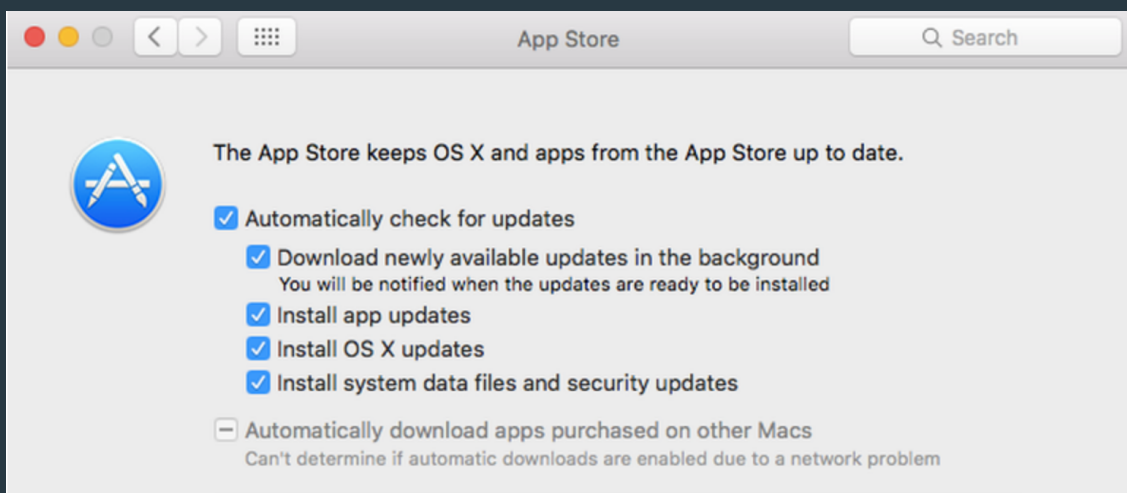 App Store
Search
The App Store keeps OS X and apps from the App Store up to date.
Automatically check for updates
Download newly available updates in the background
You will be notified when the updates are ready to be installed
Install app updates
Install OS X updates
Install system data files and security updates
Automatically download apps purchased on other Macs
Can't determine if automatic downloads are enabled due to a network problem